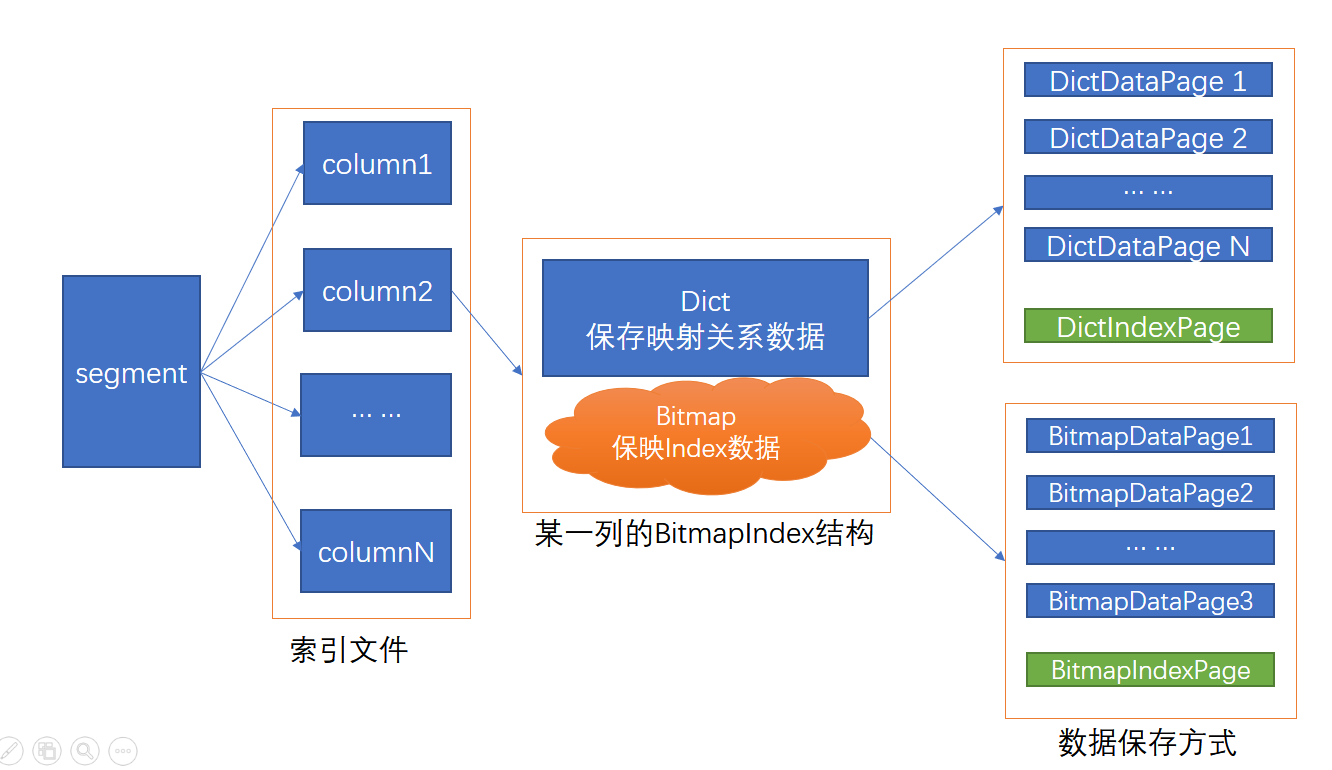 segment
column1
column2
... ...
columnN
索引文件
Dict
保存映射关系数据
Bitmap
保映Index数据
某一列的BitmapIndex结构
DictDataPage 1
DictDataPage 2
... ...
DictDataPage N
DictIndexPage
BitmapDataPage1
BitmapDataPage2
... ...
BitmapDataPage3
BitmapIndexPage
数据保存方式